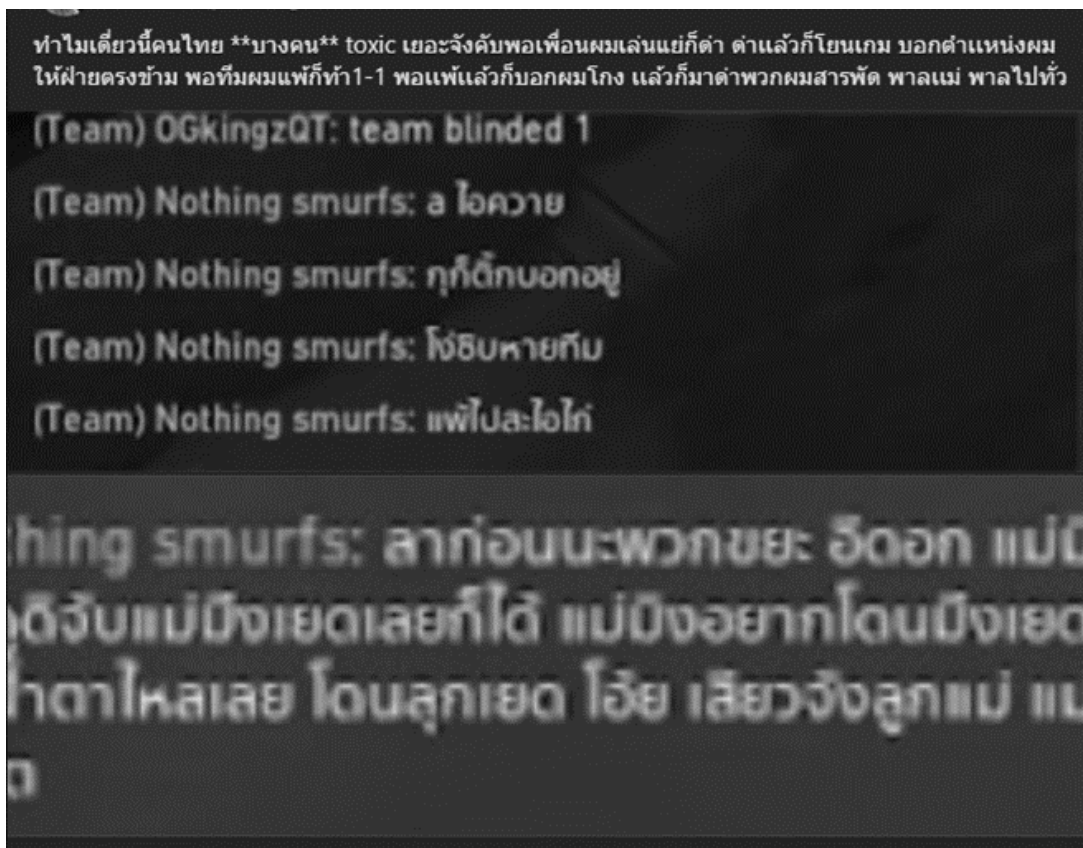 ทำไมเดี่ยวนี้คนไทย **บางคน** toxic เยอะจังคับพอเพื่อนผมเล่นแย่ก็ด่า ด่าแล้วก็โยนเกม บอกตำแหน่งผม
ให้ฝ่ายตรงข้าม พอทีมผมแพ้ก็ท้า1-1 พอแพ้แล้วก็บอกผมโกง แล้วก็มาด่าพวกผมสารพัด พาลแม่ พาลไปทั่ว
(Team) OGkingzQT: team blinded 1
(Team) Nothing smurfs: a ไอควาย
(Team) Nothing smurfs: กุก็ติ๊กบอกอยู่
(Team) Nothing smurfs: โง่ชิบหายทีม
(Team) Nothing smurfs: แพ้ไปละไอไก่
hing smurfs: ลาก่อนนะพวกขยะ อีดอก
จับแม่มึงเยดเลยก็ได้ แม่มึงอยากโดนมึงเยด
ตาไหลเลย โดนลูกเยด โอ้ย เสียวจังลูกแม่